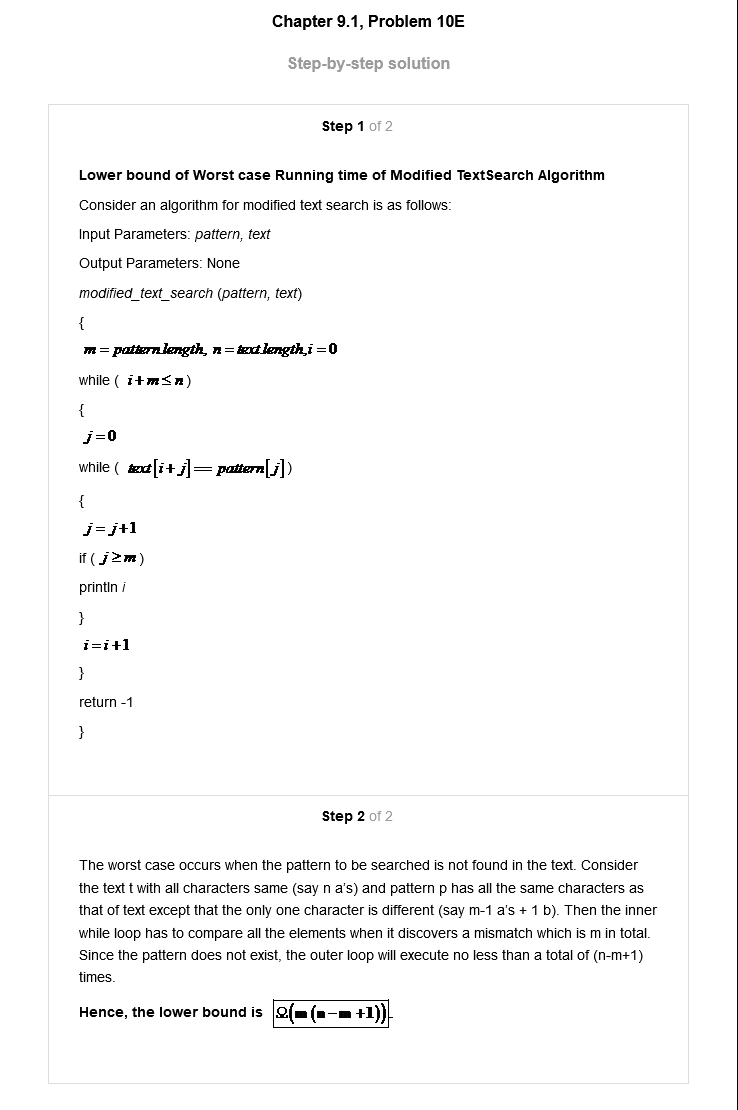 Chapter 9.1, Problem 10E
Step-by-step solution
Step 1 of 2
Lower bound of Worst case Running time of Modified TextSearch Algorithm
Consider an algorithm for modified text search is as follows:
Input Parameters: pattern, text
Output Parameters: None
modified_text_search (pattern, text)
{
m = pattern.length, n = text.length, i = 0
while ( i + m ≤ n )
{
j = 0
while ( text[i + j] == pattern[j] )
{
j = j + 1
if ( j ≥ m )
println i
}
i = i + 1
}
return -1
}
Step 2 of 2
The worst case occurs when the pattern to be searched is not found in the text. Consider
the text t with all characters same (say n a's) and pattern p has all the same characters as
that of text except that the only one character is different (say m-1 a's + 1 b). Then the inner
while loop has to compare all the elements when it discovers a mismatch which is m in total.
Since the pattern does not exist, the outer loop will execute no less than a total of (n-m+1)
times.
Hence, the lower bound is Ω(m(n−m+1)).